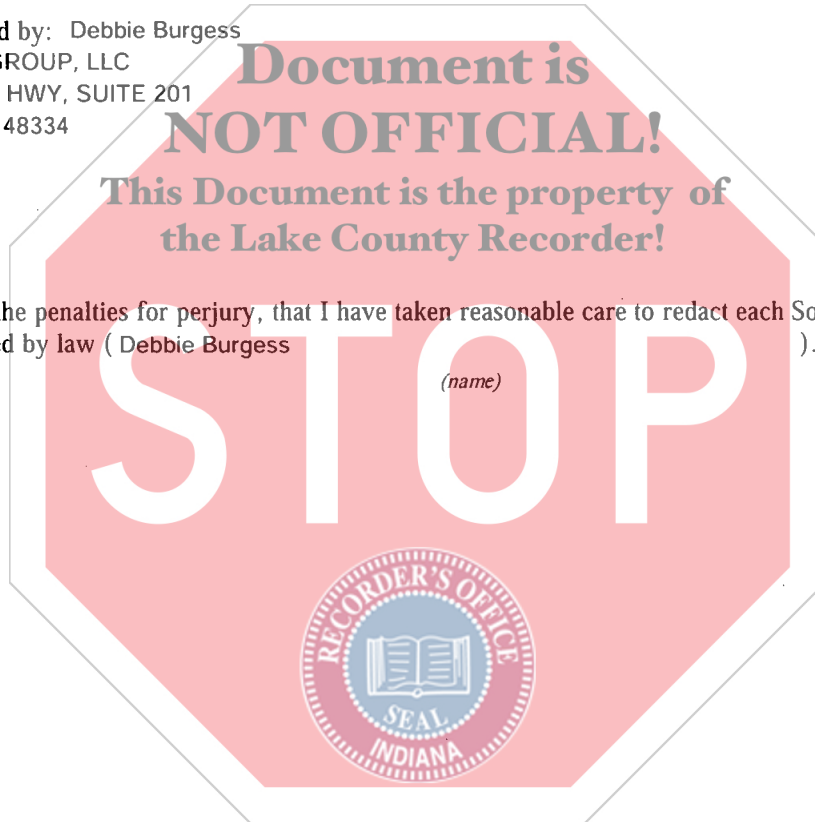 d by: Debbie Burgess
GROUP, LLC
HWY, SUITE 201
48334
Document is
NOT OFFICIAL!
This Document is the property of
the Lake County Recorder!
he penalties for perjury, that I have taken reasonable care to redact each So
d by law ( Debbie Burgess ).
(name)
STOP
RECORDER'S OFFICE
SEAL
INDIANA